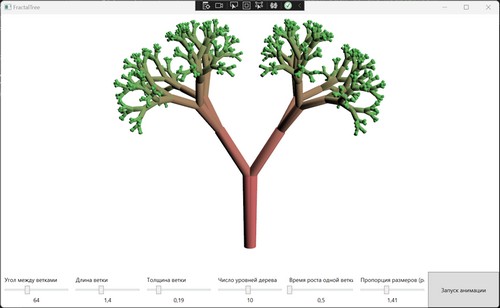 FractalTree
Угол между ветками
Длина ветки
Толщина ветки
Число уровней дерева
Время роста одной ветки
Пропорция размеров (р
Запуск анимации
64
1,4
0,19
10
0,5
1,41